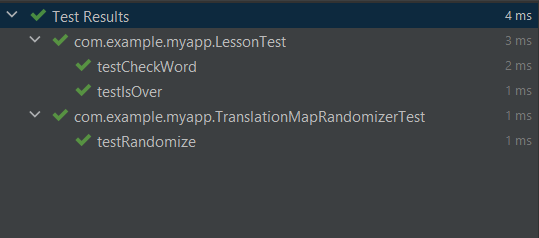 Test Results 4 ms
com.example.myapp.LessonTest 3 ms
testCheckWord 2 ms
testIsOver 1 ms
com.example.myapp.TranslationMapRandomizerTest 1 ms
testRandomize 1 ms